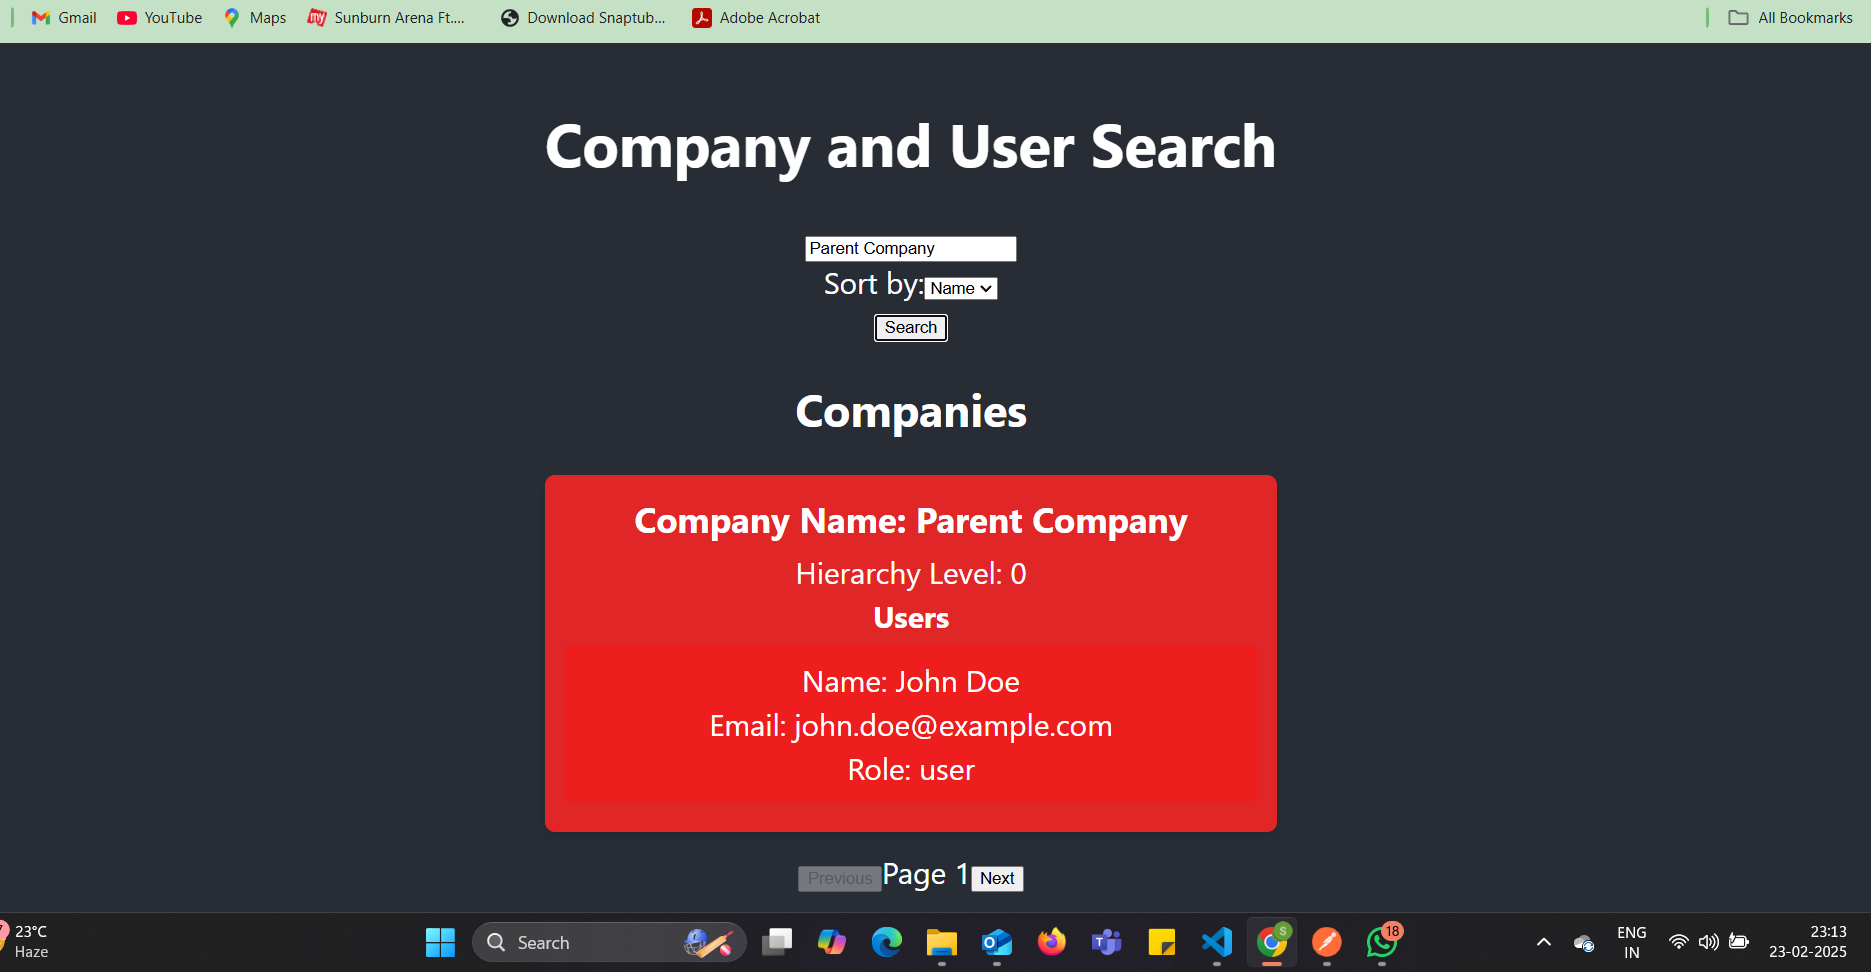 Gmail YouTube Maps Sunburn Arena Ft.... Download Snaptub... Adobe Acrobat All Bookmarks
Company and User Search
Parent Company
Sort by: Name
Search
Companies
Company Name: Parent Company
Hierarchy Level: 0
Users
Name: John Doe
Email: john.doe@example.com
Role: user
Previous Page 1 Next
23°C
Haze
Search
18
ENG
IN
23:13
23-02-2025